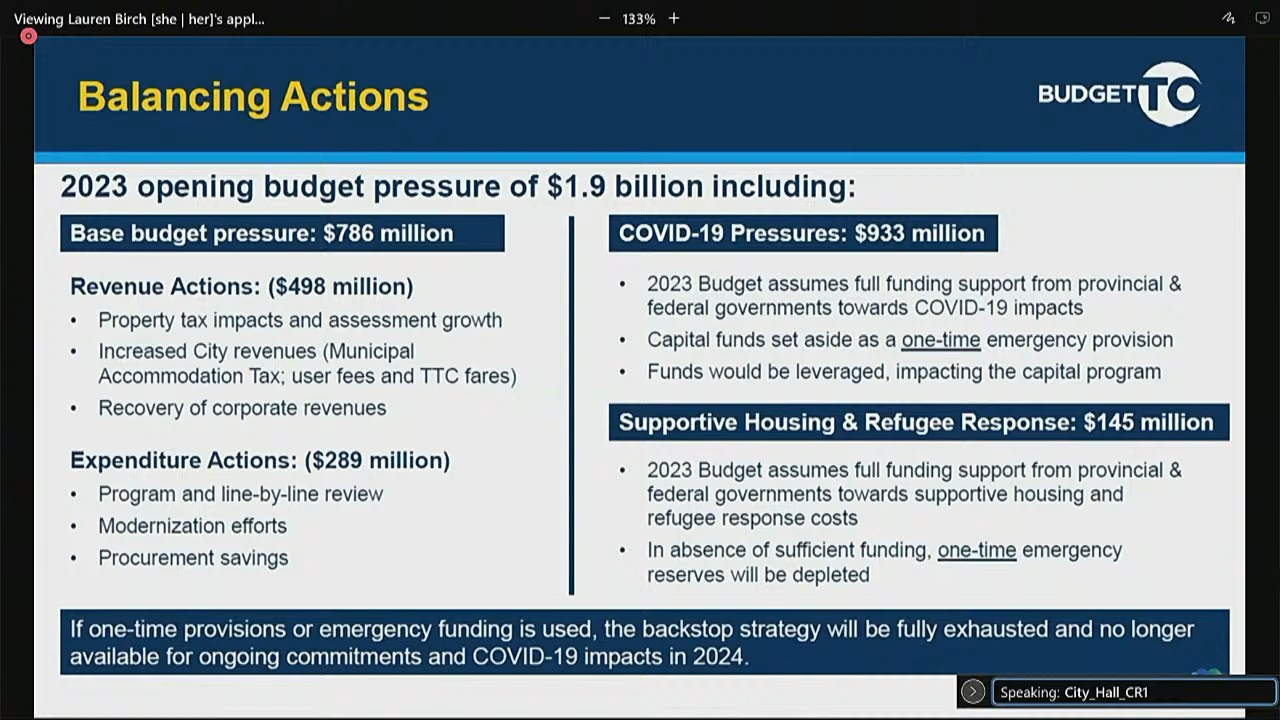 Viewing Lauren Birch [she | her]'s appl...
133%
Balancing Actions
BUDGETTO
2023 opening budget pressure of $1.9 billion including:
Base budget pressure: $786 million
Revenue Actions: ($498 million)
• Property tax impacts and assessment growth
• Increased City revenues (Municipal
Accommodation Tax; user fees and TTC fares)
• Recovery of corporate revenues
Expenditure Actions: ($289 million)
• Program and line-by-line review
• Modernization efforts
• Procurement savings
COVID-19 Pressures: $933 million
• 2023 Budget assumes full funding support from provincial &
federal governments towards COVID-19 impacts
• Capital funds set aside as a one-time emergency provision
• Funds would be leveraged, impacting the capital program
Supportive Housing & Refugee Response: $145 million
• 2023 Budget assumes full funding support from provincial &
federal governments towards supportive housing and
refugee response costs
• In absence of sufficient funding, one-time emergency
reserves will be depleted
If one-time provisions or emergency funding is used, the backstop strategy will be fully exhausted and no longer
available for ongoing commitments and COVID-19 impacts in 2024.
Speaking: City_Hall_CR1